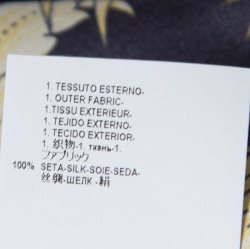 1. TESSUTO ESTERNO-
1. OUTER FABRIC-
1.TISSU EXTERIEUR-
1. TEJIDO EXTERNO-
1. TECIDO EXTERIOR-
1. 织物-1. ткань-1.
ファブリック
100% SETA-SILK-SOIE-SEDA-
丝绸-ШЕЛК-絹